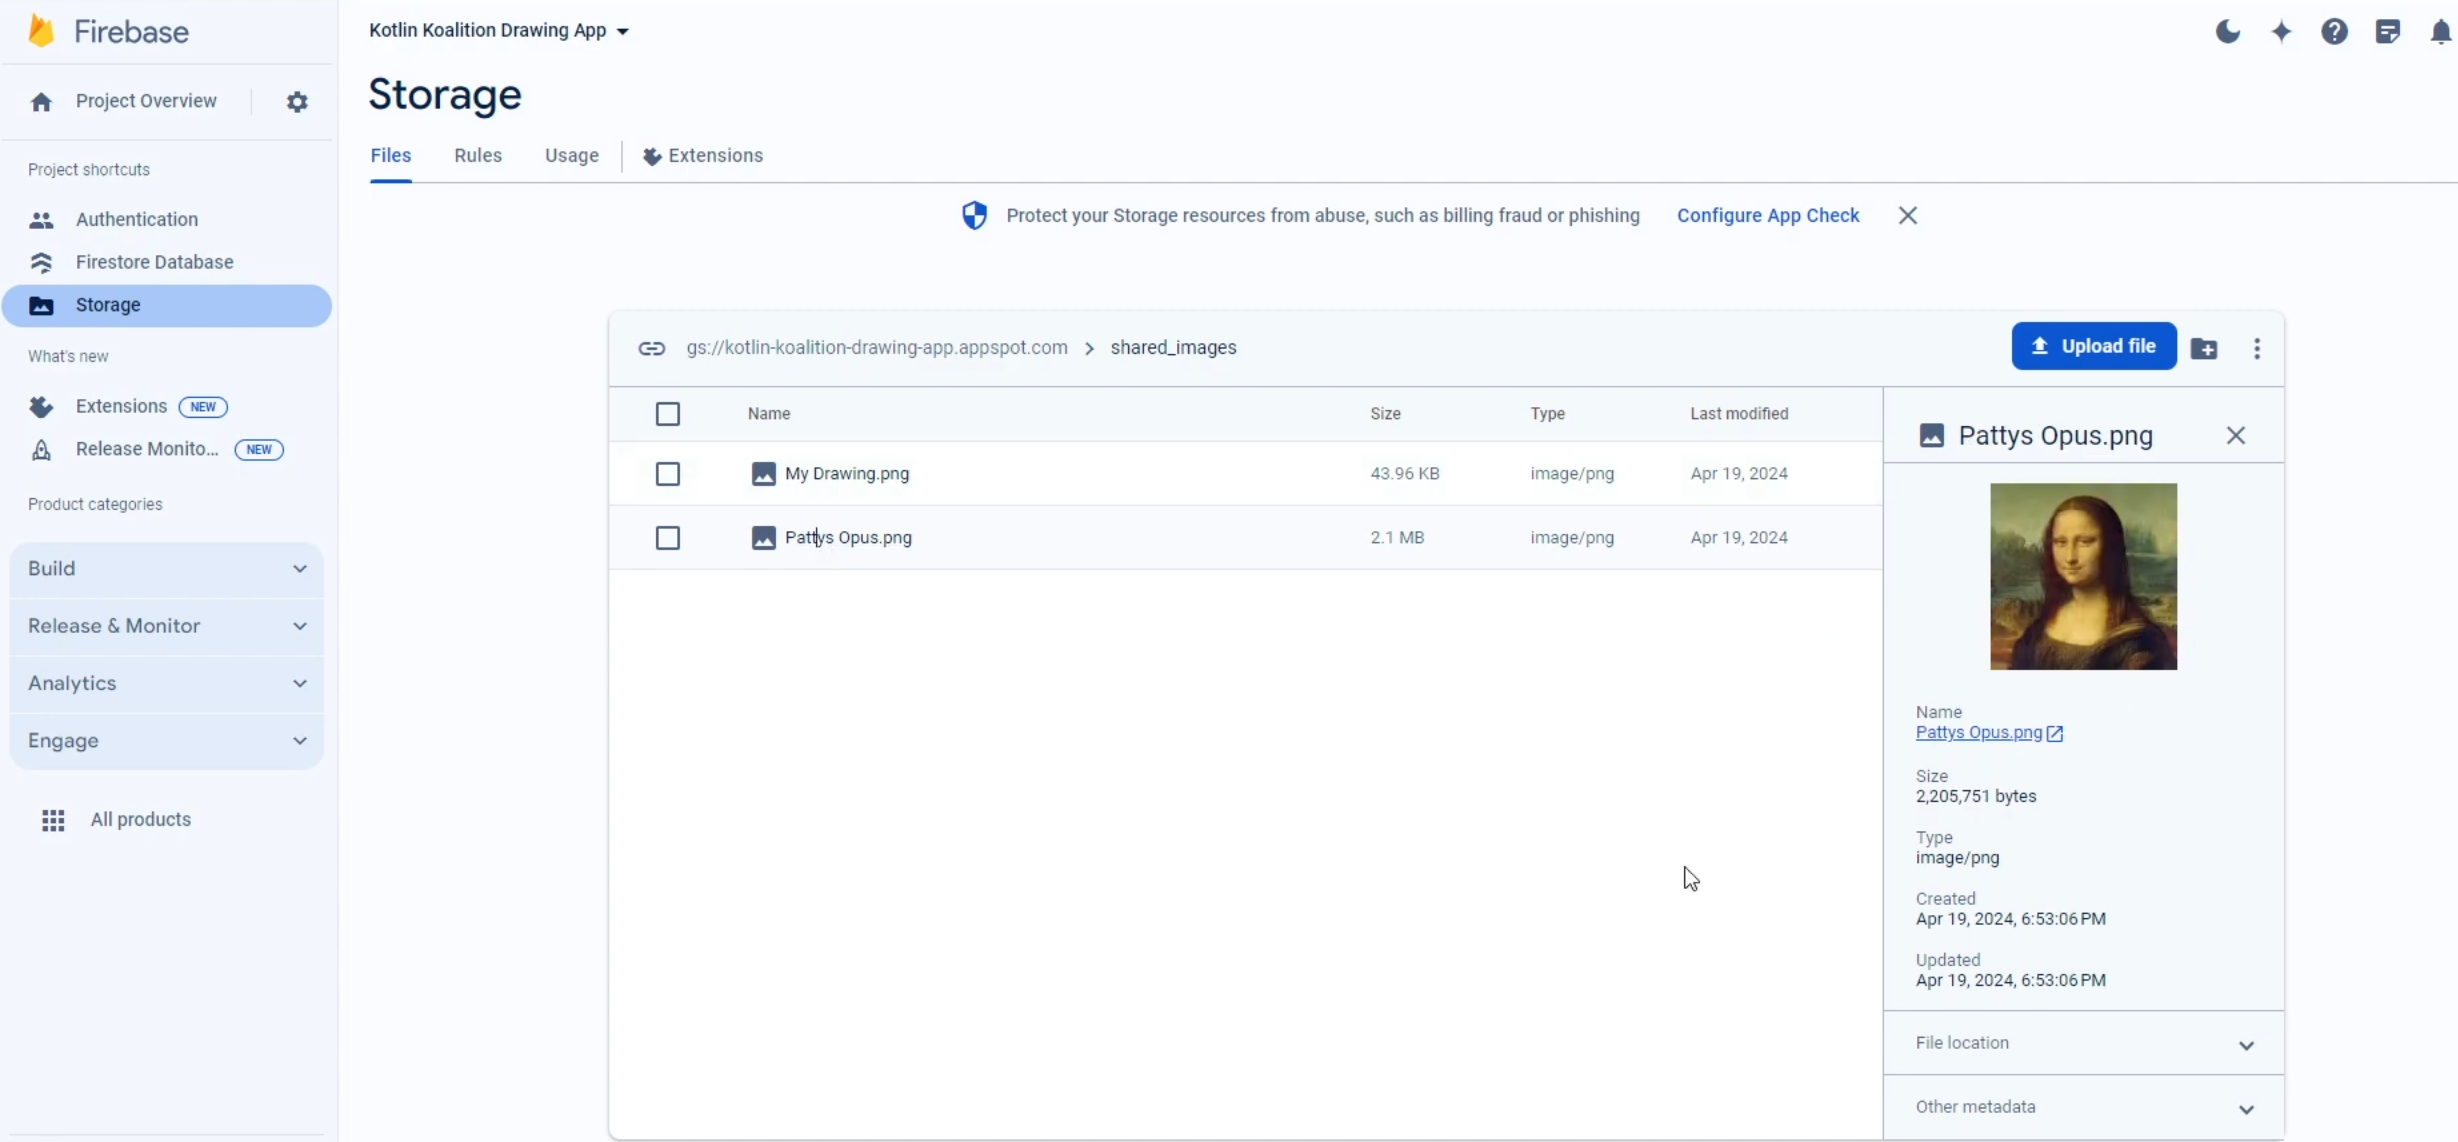 Firebase
Project Overview
Project shortcuts
Authentication
Firestore Database
Storage
What's new
Extensions NEW
Release Monito... NEW
Product categories
Build
Release & Monitor
Analytics
Engage
All products
Kotlin Koalition Drawing App
Storage
Files Rules Usage Extensions
Protect your Storage resources from abuse, such as billing fraud or phishing Configure App Check
gs://kotlin-koalition-drawing-app.appspot.com > shared_images Upload file
Name Size Type Last modified
My Drawing.png 43.96 KB image/png Apr 19, 2024
Pattys Opus.png 2.1 MB image/png Apr 19, 2024
Pattys Opus.png
Name
Pattys Opus.png
Size
2,205,751 bytes
Type
image/png
Created
Apr 19, 2024, 6:53:06 PM
Updated
Apr 19, 2024, 6:53:06 PM
File location
Other metadata